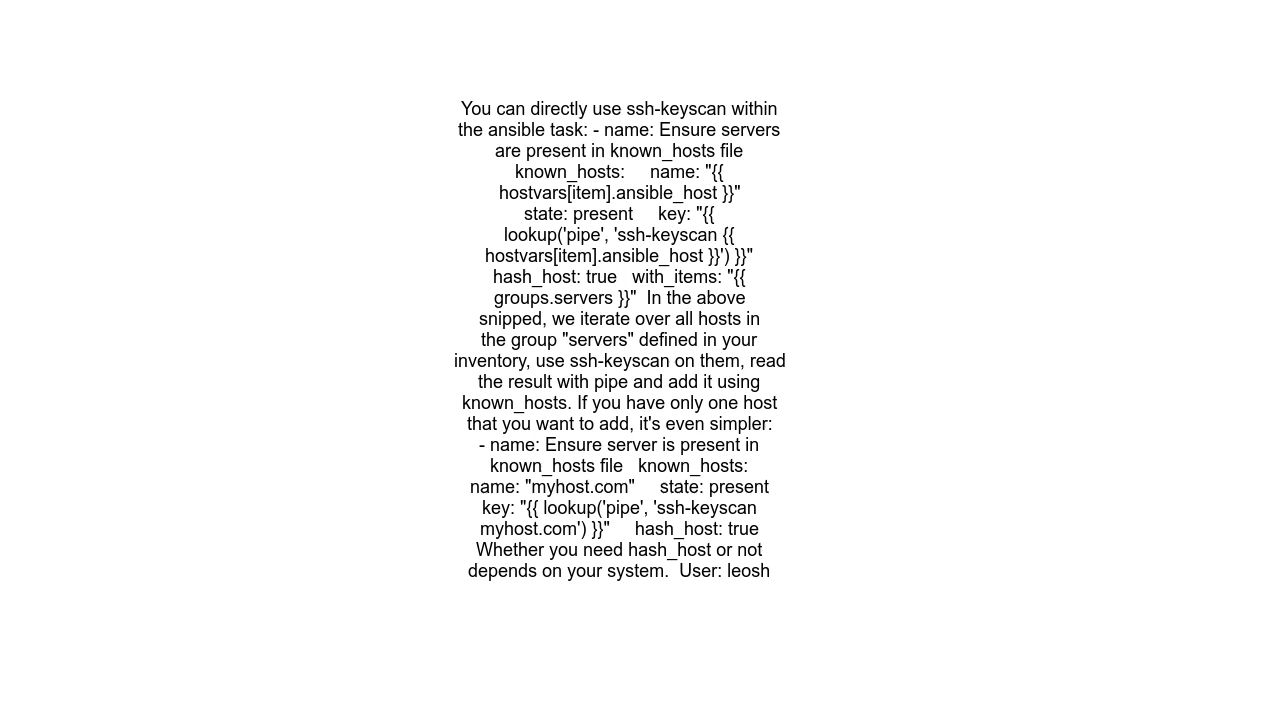 You can directly use ssh-keyscan within
the ansible task: - name: Ensure servers
are present in known_hosts file
known_hosts:     name: "{{
hostvars[item].ansible_host }}"
state: present     key: "{{
lookup('pipe', 'ssh-keyscan {{
hostvars[item].ansible_host }}') }}"
hash_host: true   with_items: "{{
groups.servers }}"  In the above
snipped, we iterate over all hosts in
the group "servers" defined in your
inventory, use ssh-keyscan on them, read
the result with pipe and add it using
known_hosts. If you have only one host
that you want to add, it's even simpler:
- name: Ensure server is present in
known_hosts file   known_hosts:
name: "myhost.com"     state: present
key: "{{ lookup('pipe', 'ssh-keyscan
myhost.com') }}"     hash_host: true
Whether you need hash_host or not
depends on your system.  User: leosh